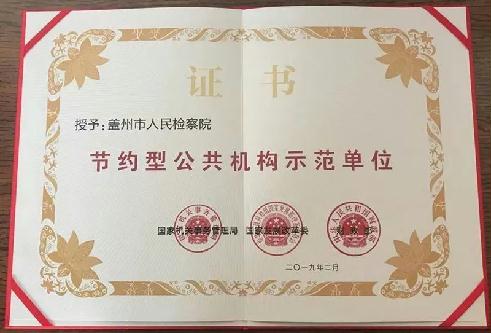 证书
授予：盖州市人民检察院
节约型公共机构示范单位
国家机关事务管理局 国家发展改革委 财政部
二〇一九年二月